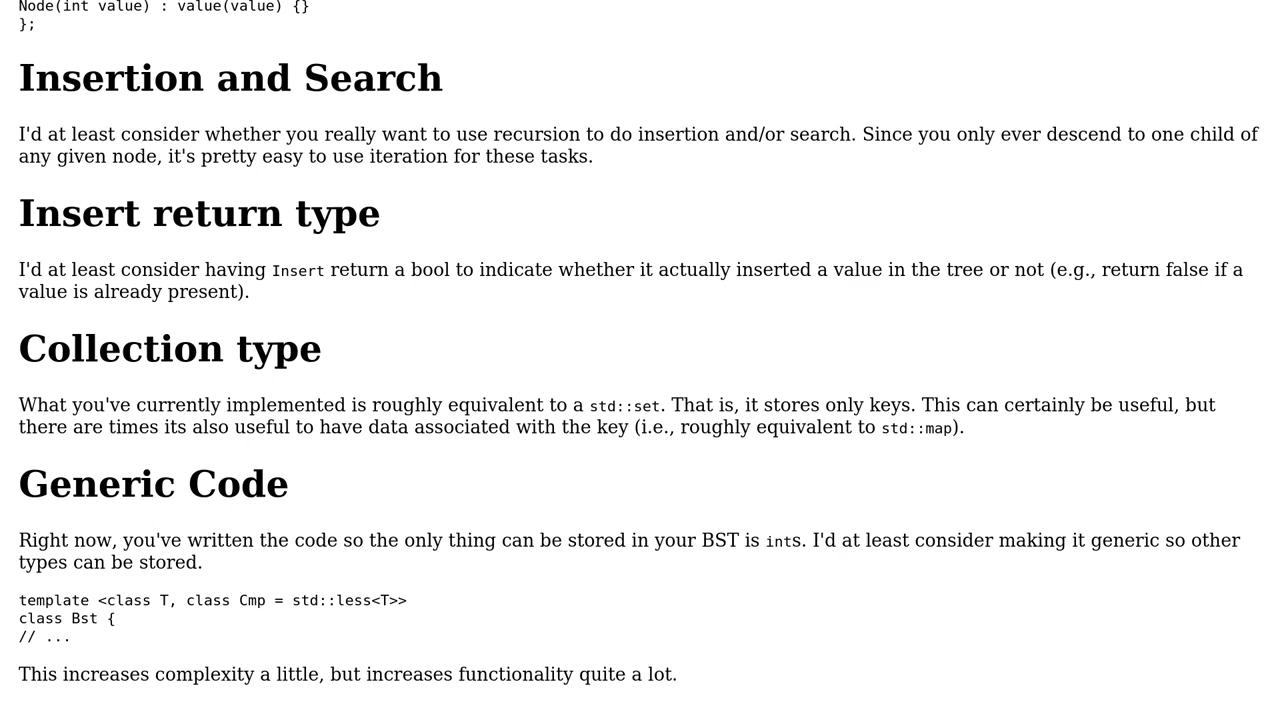 Node(int value) : value(value) {}
};
Insertion and Search
I'd at least consider whether you really want to use recursion to do insertion and/or search. Since you only ever descend to one child of
any given node, it's pretty easy to use iteration for these tasks.
Insert return type
I'd at least consider having Insert return a bool to indicate whether it actually inserted a value in the tree or not (e.g., return false if a
value is already present).
Collection type
What you've currently implemented is roughly equivalent to a std::set. That is, it stores only keys. This can certainly be useful, but
there are times its also useful to have data associated with the key (i.e., roughly equivalent to std::map).
Generic Code
Right now, you've written the code so the only thing can be stored in your BST is ints. I'd at least consider making it generic so other
types can be stored.
template <class T, class Cmp = std::less<T>>
class Bst {
// ...
This increases complexity a little, but increases functionality quite a lot.